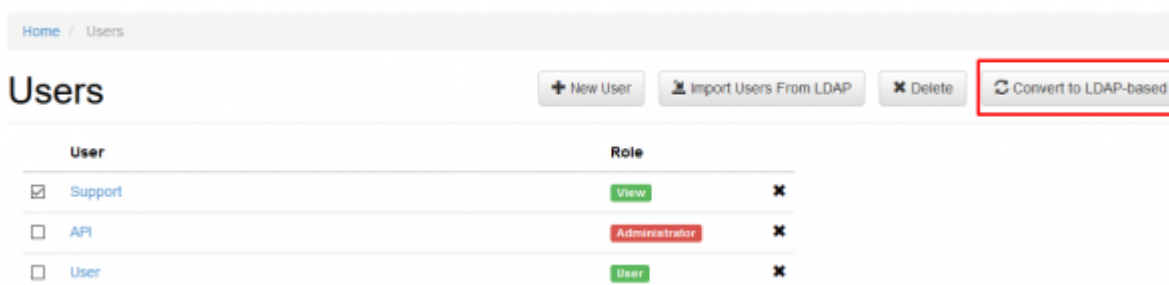 Home / Users
Users
New User
Import Users From LDAP
Delete
Convert to LDAP-based
User Role
Support View
API Administrator
User User